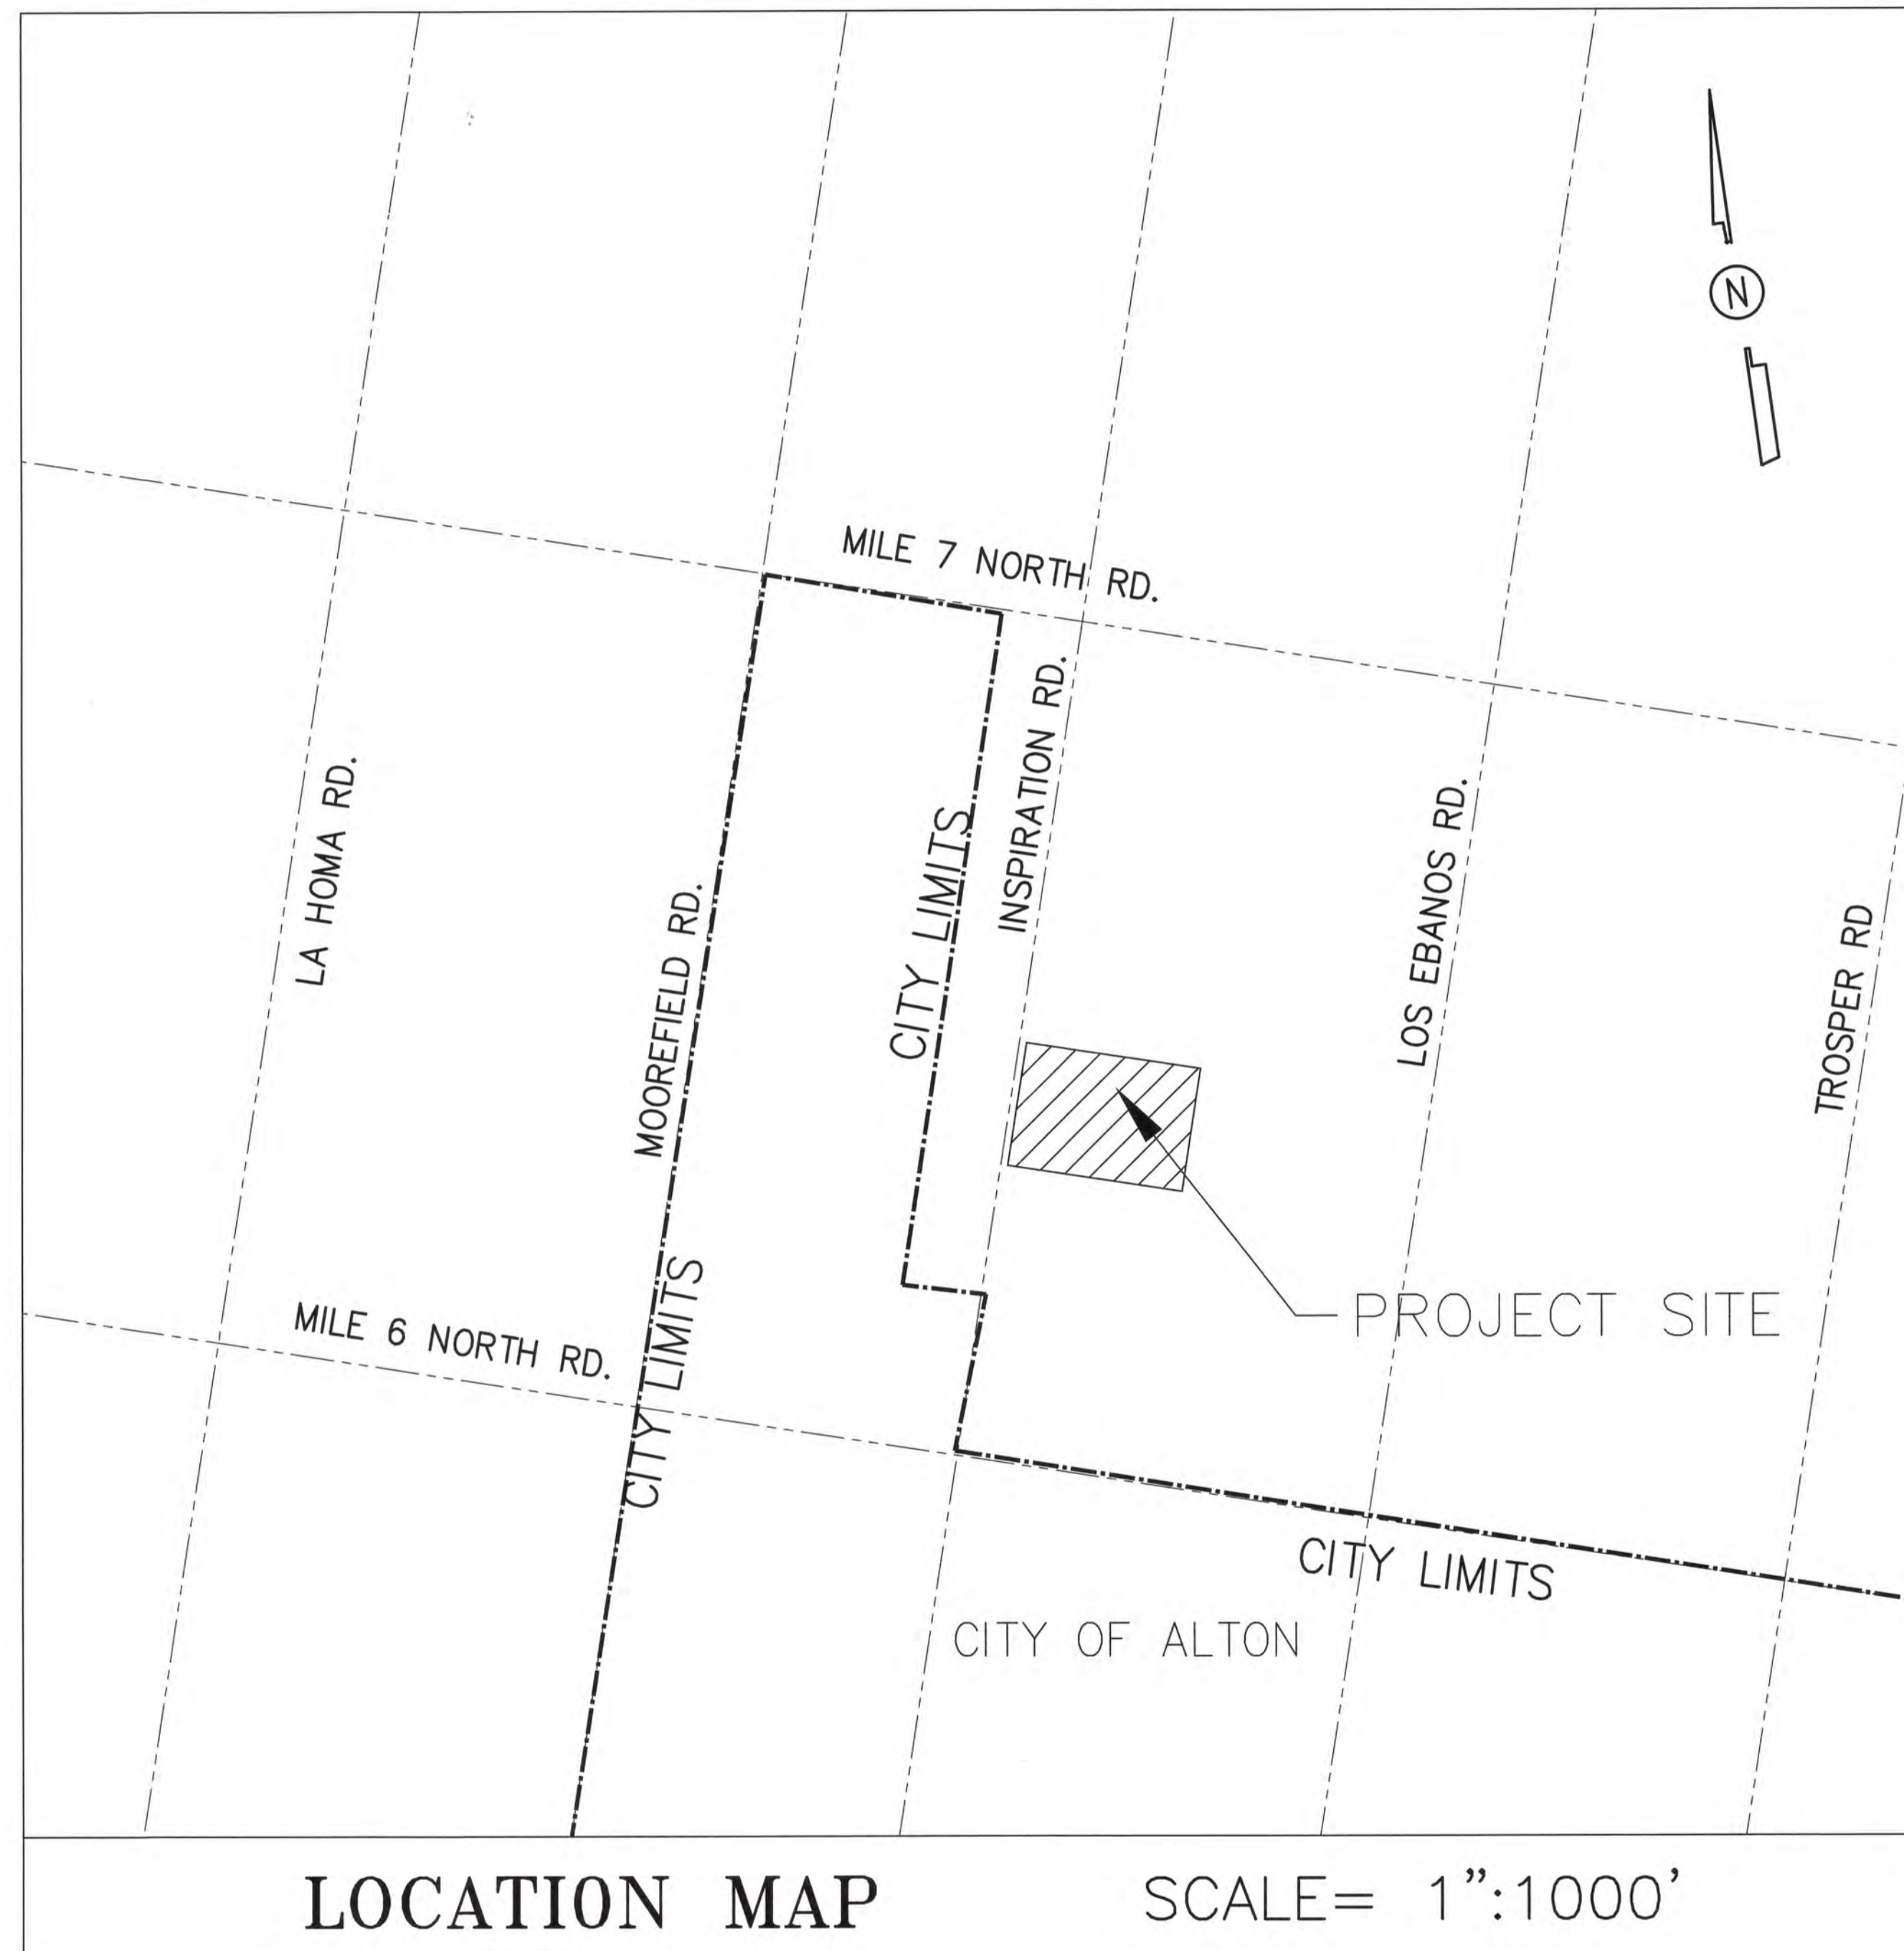 N
MILE 7 NORTH RD.
LA HOMA RD.
MOOREFIELD RD.
CITY LIMITS
INSPIRATION RD.
LOS EBANOS RD.
TROSPER RD
MILE 6 NORTH RD.
CITY LIMITS
PROJECT SITE
CITY LIMITS
CITY OF ALTON
LOCATION MAP
SCALE= 1":1000'